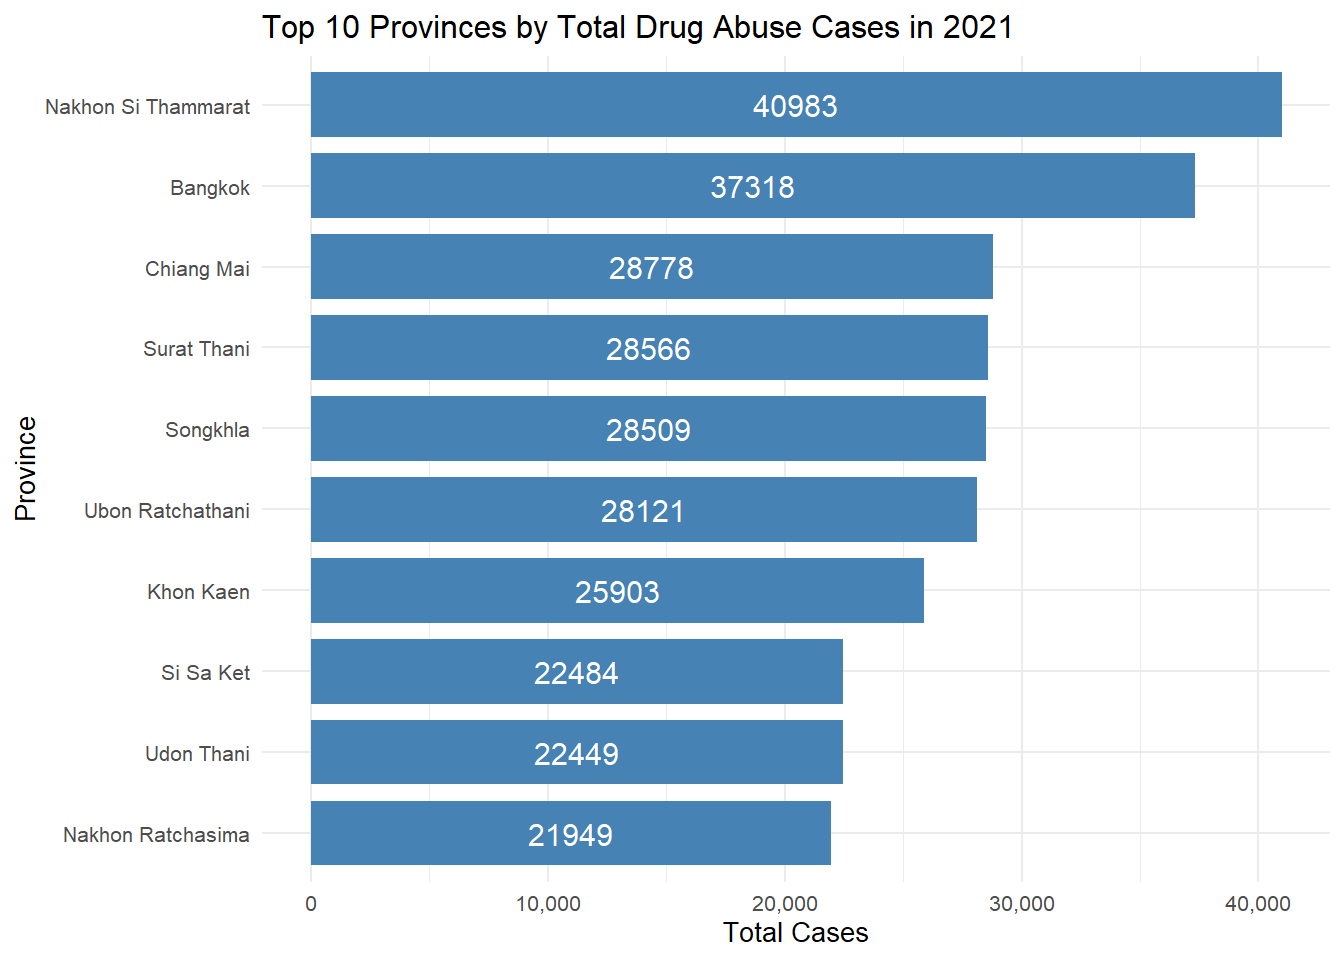 Top 10 Provinces by Total Drug Abuse Cases in 2021
Province
Nakhon Si Thammarat
40983
Bangkok
37318
Chiang Mai
28778
Surat Thani
28566
Songkhla
28509
Ubon Ratchathani
28121
Khon Kaen
25903
Si Sa Ket
22484
Udon Thani
22449
Nakhon Ratchasima
21949
0 10,000 20,000 30,000 40,000
Total Cases